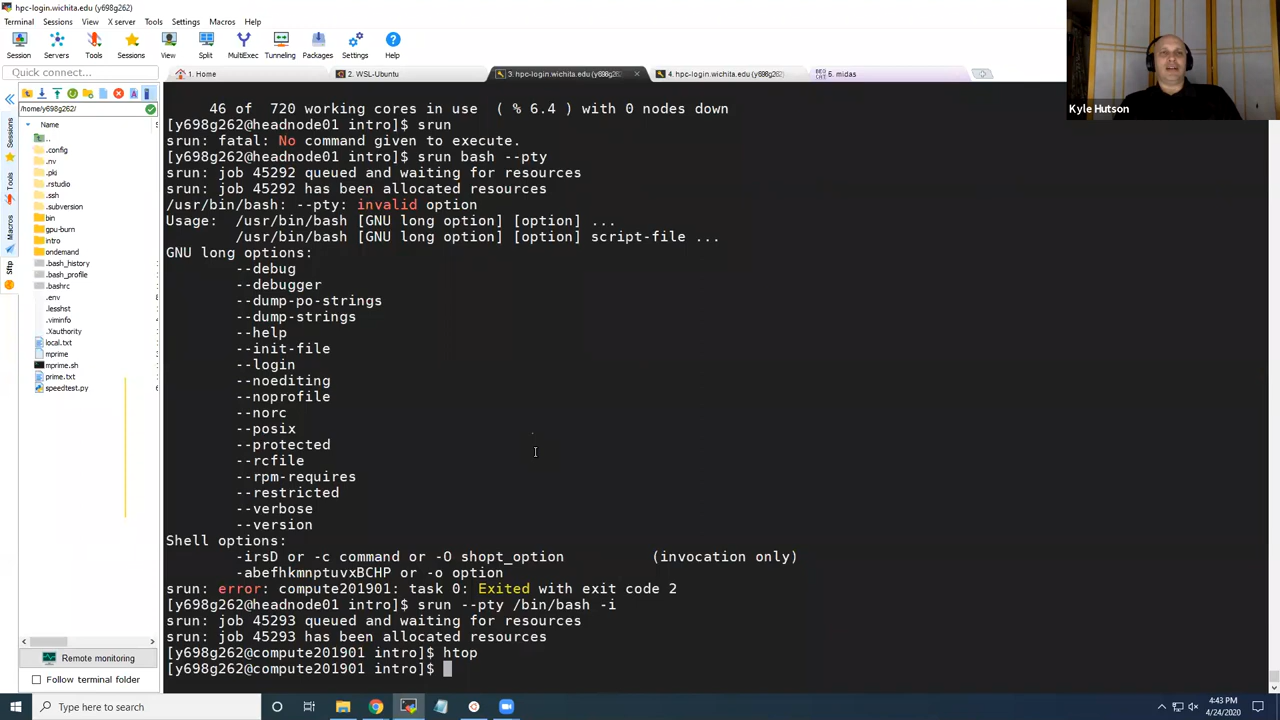 hpc-login.wichita.edu (y698g262)
Terminal Sessions View X server Tools Settings Macros Help
Session Servers Tools Sessions View Split MultiExec Tunneling Packages Settings Help
Quick connect...
1. Home
2. WSL-Ubuntu
3. hpc-login.wichita.edu (y698g262
4. hpc-login.wichita.edu (y698g262)
5. midas
/home/y698g262/
Name
..
.config
.nv
.pki
.rstudio
.ssh
.subversion
bin
gpu-burn
intro
ondemand
.bash_history
.bash_profile
.bashrc
.env
.lesshst
.viminfo
.Xauthority
local.txt
mprime
mprime.sh
prime.txt
speedtest.py
Sessions
Tools
Macros
Sftp
Remote monitoring
Follow terminal folder
46 of 720 working cores in use ( % 6.4 ) with 0 nodes down
[y698g262@headnode01 intro]$ srun
srun: fatal: No command given to execute.
[y698g262@headnode01 intro]$ srun bash --pty
srun: job 45292 queued and waiting for resources
srun: job 45292 has been allocated resources
/usr/bin/bash: --pty: invalid option
Usage: /usr/bin/bash [GNU long option] [option] ...
/usr/bin/bash [GNU long option] [option] script-file ...
GNU long options:
--debug
--debugger
--dump-po-strings
--dump-strings
--help
--init-file
--login
--noediting
--noprofile
--norc
--posix
--protected
--rcfile
--rpm-requires
--restricted
--verbose
--version
Shell options:
-irsD or -c command or -O shopt_option (invocation only)
-abefhkmnptuvxBCHP or -o option
srun: error: compute201901: task 0: Exited with exit code 2
[y698g262@headnode01 intro]$ srun --pty /bin/bash -i
srun: job 45293 queued and waiting for resources
srun: job 45293 has been allocated resources
[y698g262@compute201901 intro]$ htop
[y698g262@compute201901 intro]$
Kyle Hutson
Type here to search
4:43 PM
4/24/2020